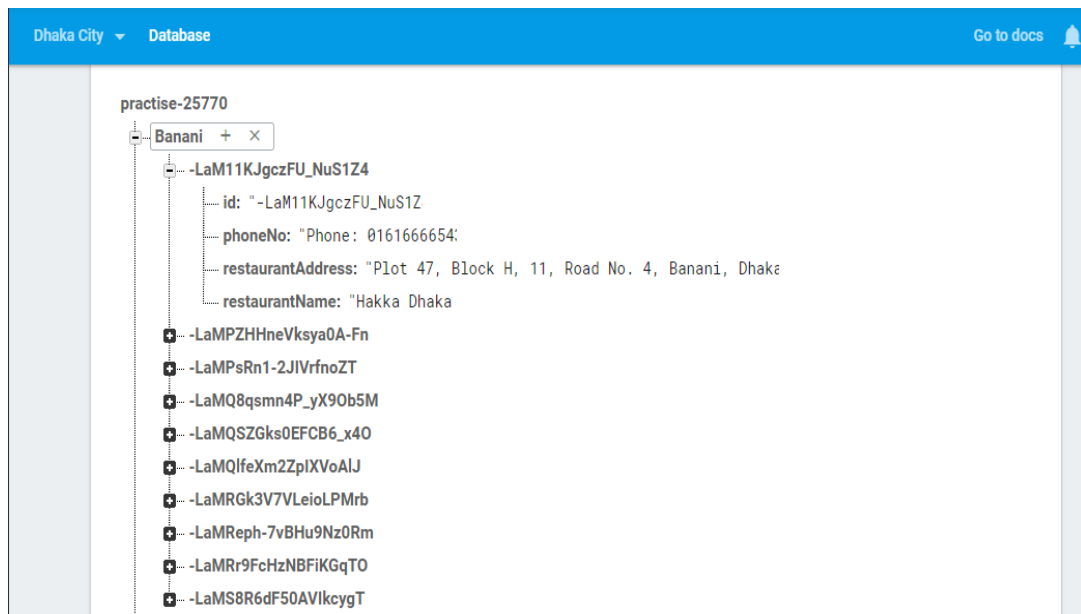 Dhaka City Database Go to docs
practise-25770
Banani + ×
-LaM11KJgczFU_NuS1Z4
id: "-LaM11KJgczFU_NuS1Z
phoneNo: "Phone: 0161666654
restaurantAddress: "Plot 47, Block H, 11, Road No. 4, Banani, Dhaka
restaurantName: "Hakka Dhaka
-LaMPZHHneVksya0A-Fn
-LaMPsRn1-2JIVrfnoZT
-LaMQ8qsmn4P_yX9Ob5M
-LaMQSZGks0EFCB6_x4O
-LaMQlfeXm2ZpIXVoAlJ
-LaMRGk3V7VLeioLPMrb
-LaMReph-7vBHu9Nz0Rm
-LaMRr9FcHzNBFiKGqTO
-LaMS8R6dF50AVIkcygT